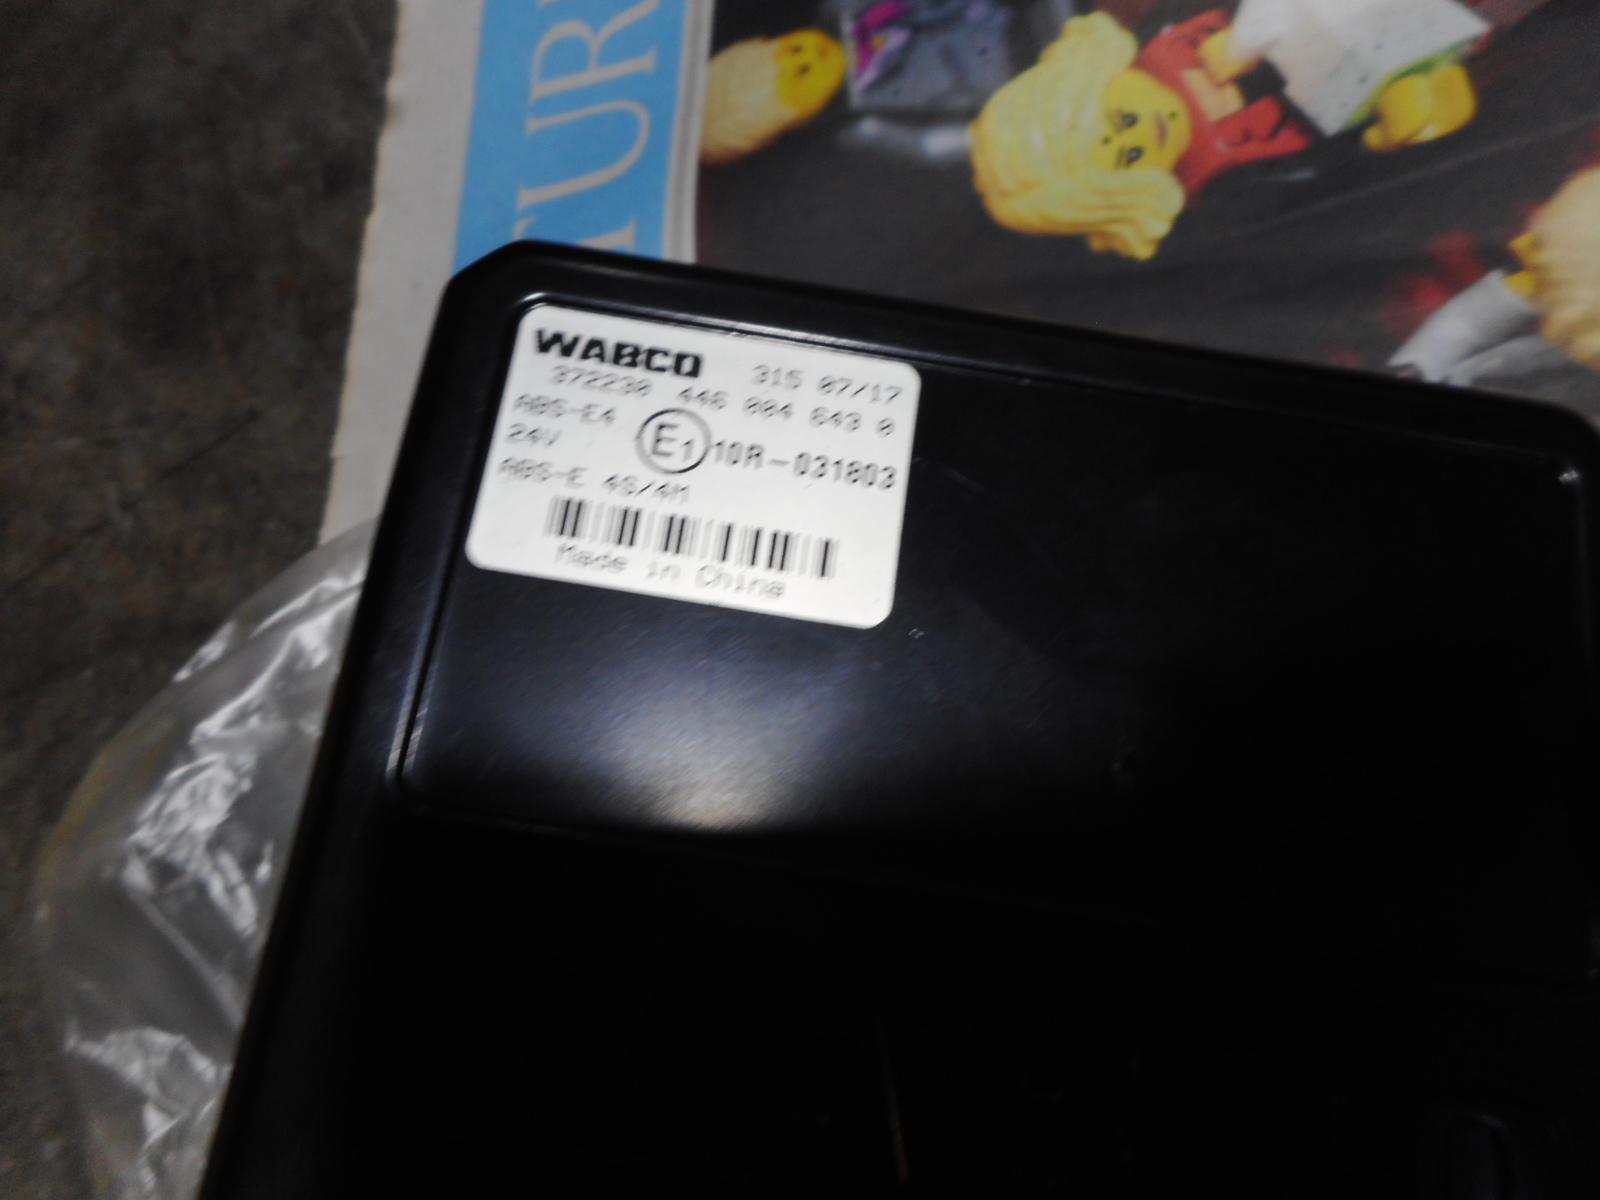 TUR
WABCO 315 07/17
372230 446 004 643 0
ABS-E4
24V E1 10R-031803
ABS-E 4S/4M
Made in China